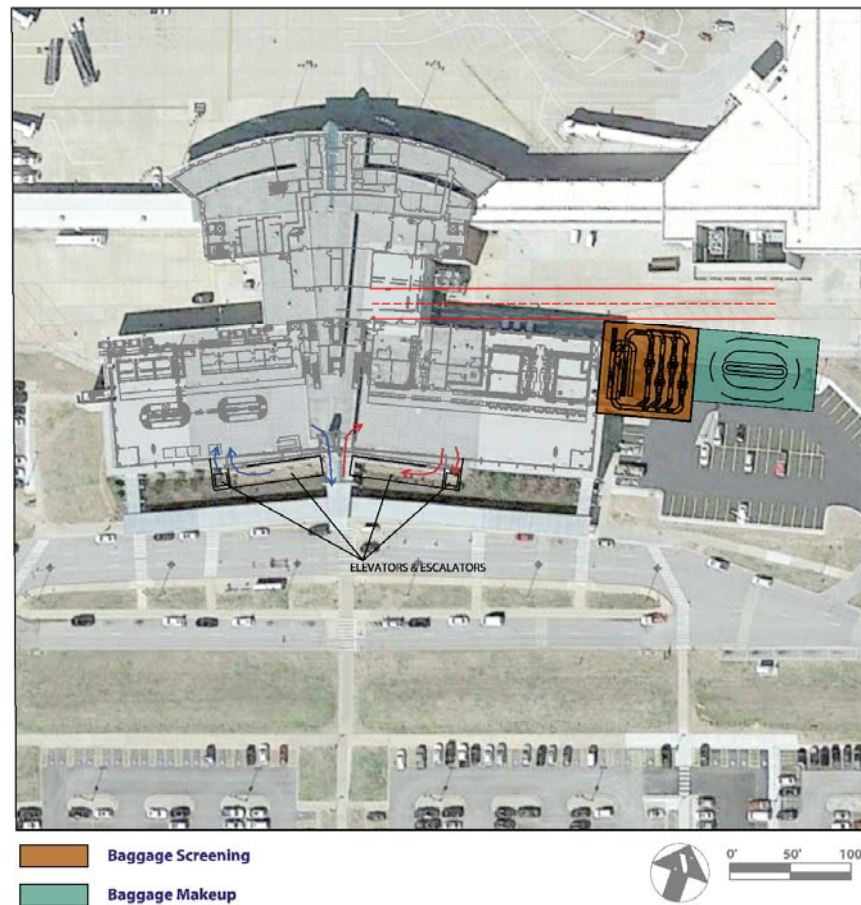 ELEVATORS & ESCALATORS
Baggage Screening
Baggage Makeup
0' 50' 100'